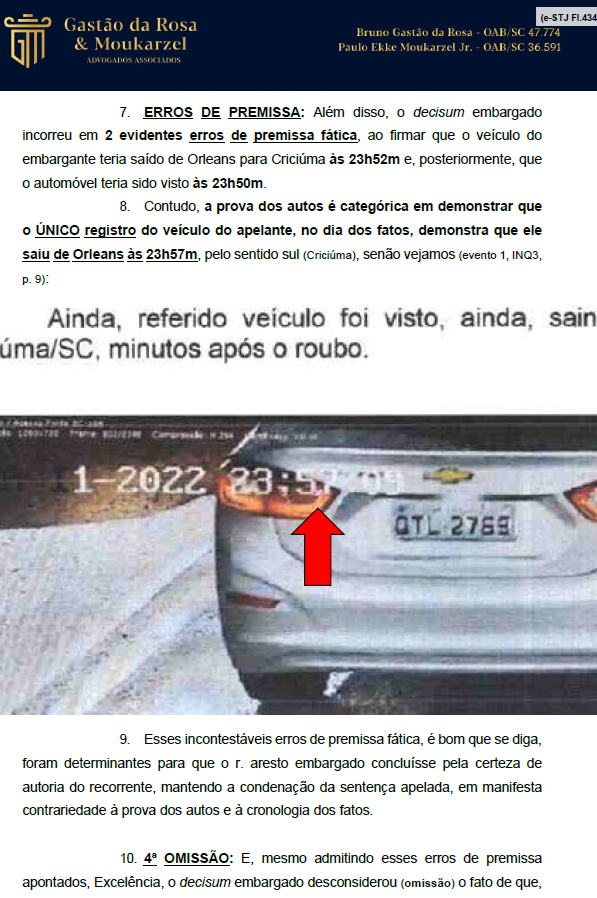 Gastão da Rosa
& Moukarzel
ADVOGADOS ASSOCIADOS
(e-STJ Fl.434
Bruno Gastão da Rosa - OAB/SC 47.774
Paulo Ekke Moukarzel Jr. - OAB/SC 36.591
7. ERROS DE PREMISSA: Além disso, o decisum embargado
incorreu em 2 evidentes erros de premissa fática, ao firmar que o veículo do
embargante teria saído de Orleans para Criciúma às 23h52m e, posteriormente, que
o automóvel teria sido visto às 23h50m.
8. Contudo, a prova dos autos é categórica em demonstrar que
o ÚNICO registro do veículo do apelante, no dia dos fatos, demonstra que ele
saiu de Orleans às 23h57m, pelo sentido sul (Criciúma), senão vejamos (evento 1, INQ3,
p. 9):
Ainda, referido veículo foi visto, ainda, sain
úma/SC, minutos após o roubo.
1-2022 23:57:09
QTL 2769
9. Esses incontestáveis erros de premissa fática, é bom que se diga,
foram determinantes para que o r. aresto embargado concluísse pela certeza de
autoria do recorrente, mantendo a condenação da sentença apelada, em manifesta
contrariedade à prova dos autos e à cronologia dos fatos.
10. 4ª OMISSÃO: E, mesmo admitindo esses erros de premissa
apontados, Excelência, o decisum embargado desconsiderou (omissão) o fato de que,